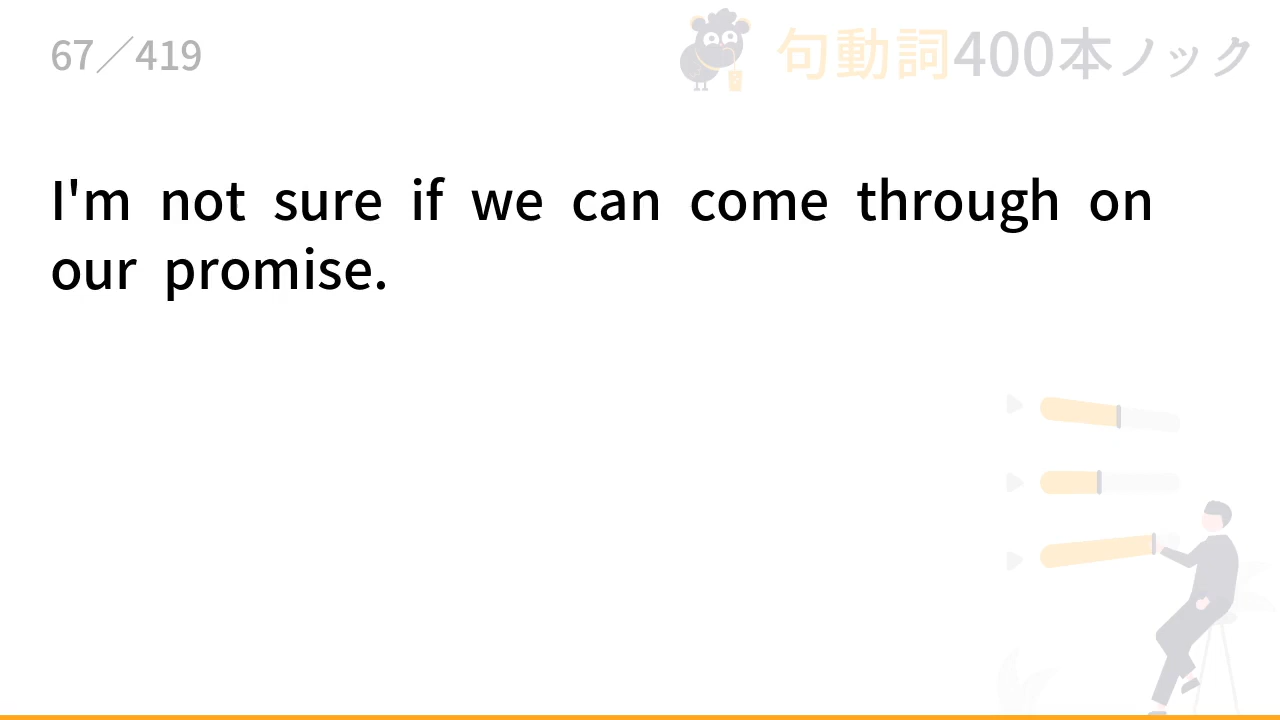 67／419
句動詞400本ノック
I'm not sure if we can come through on
our promise.